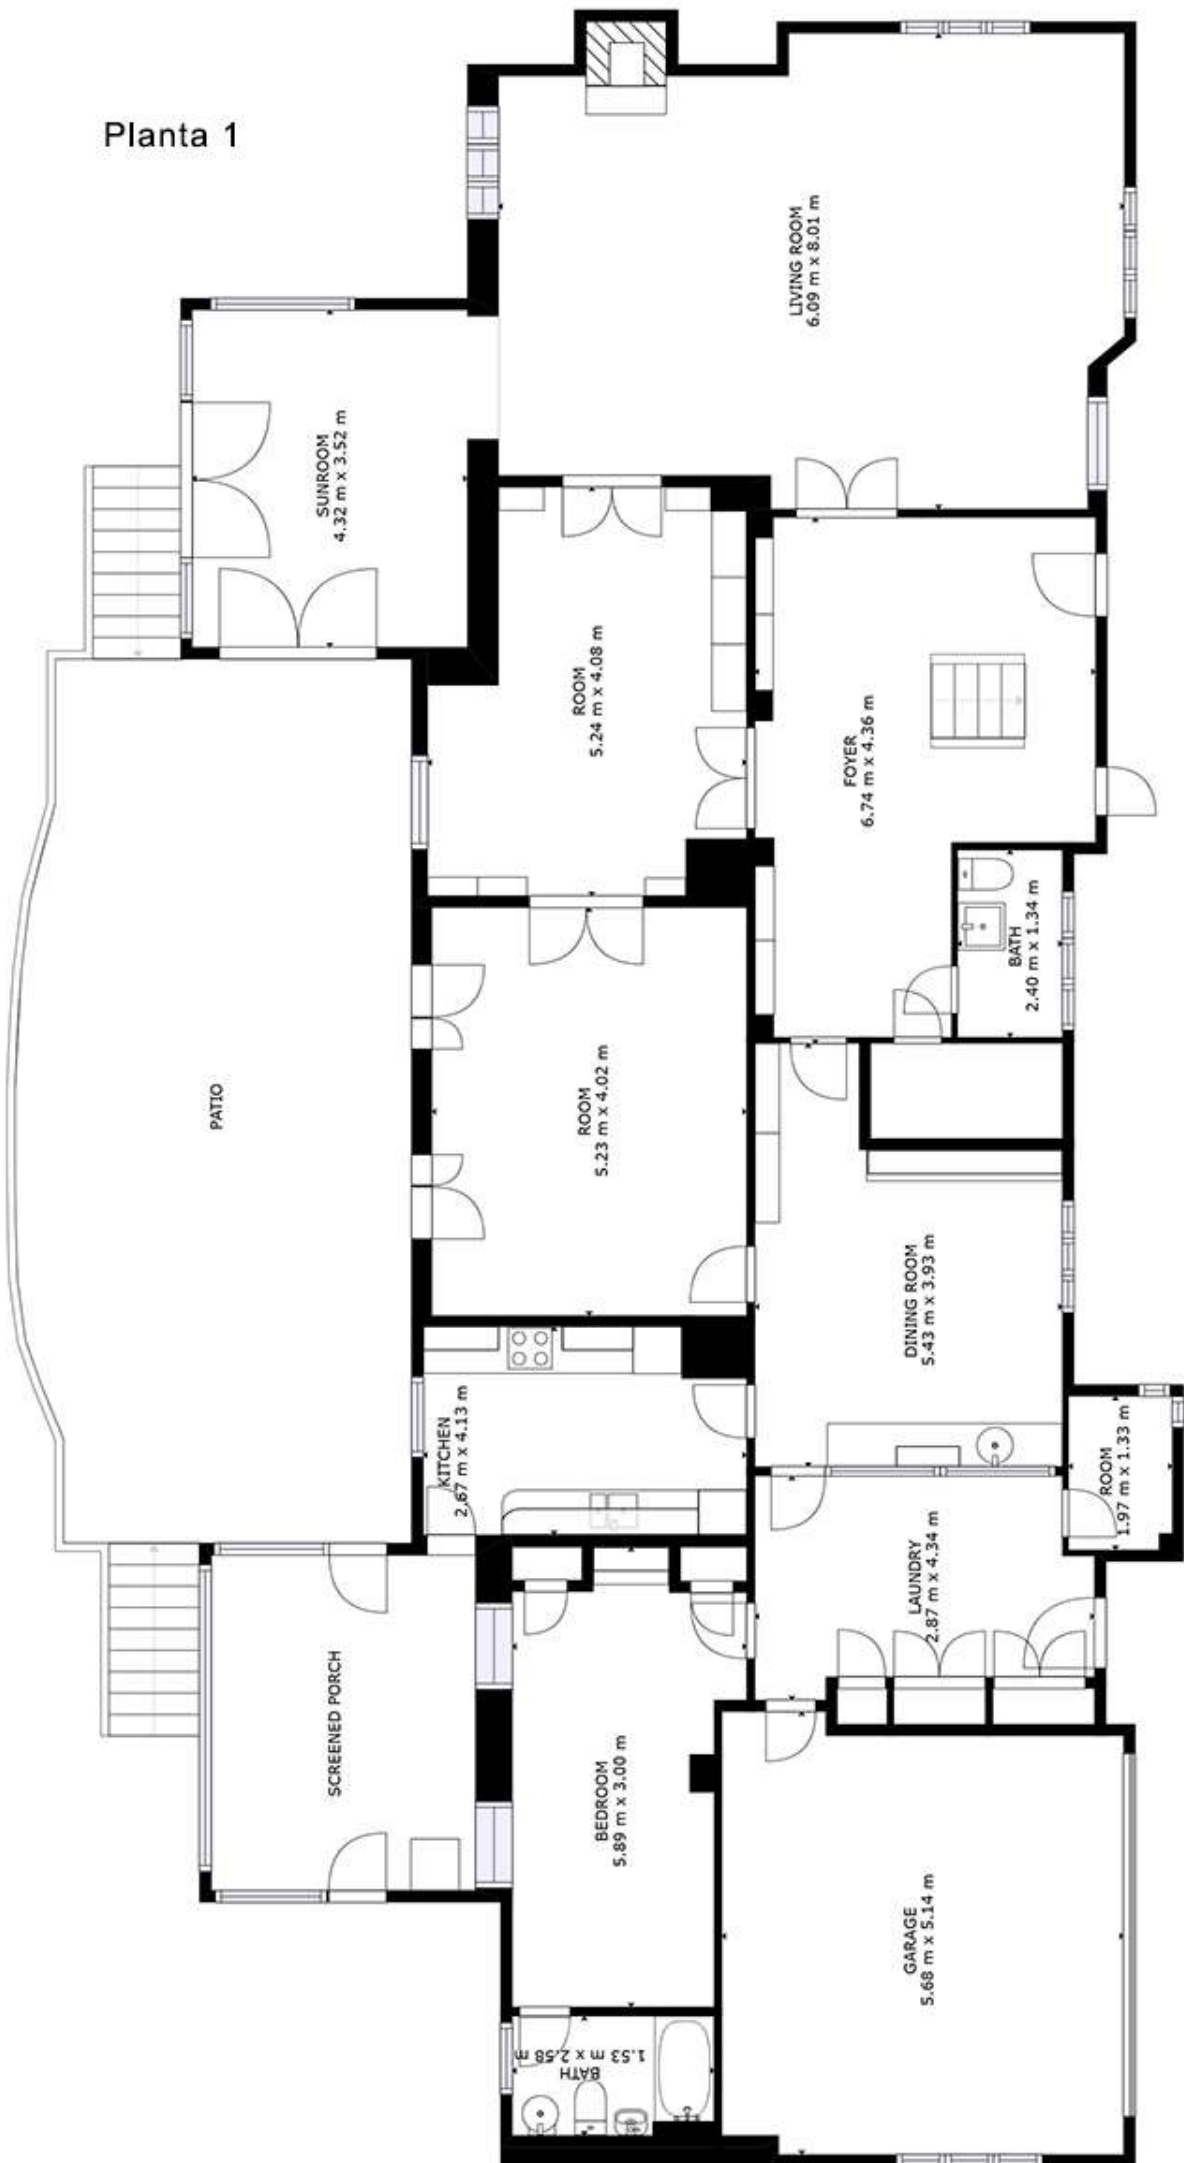 Planta 1
LIVING ROOM
6.09 m x 8.01 m
SUNROOM
4.32 m x 3.52 m
ROOM
5.24 m x 4.08 m
FOYER
6.74 m x 4.36 m
BATH
2.40 m x 1.34 m
PATIO
ROOM
5.23 m x 4.02 m
DINING ROOM
5.43 m x 3.93 m
KITCHEN
2.67 m x 4.13 m
ROOM
1.97 m x 1.33 m
LAUNDRY
2.87 m x 4.34 m
SCREENED PORCH
BEDROOM
5.89 m x 3.00 m
GARAGE
5.68 m x 5.14 m
BATH
1.53 m x 2.58 m